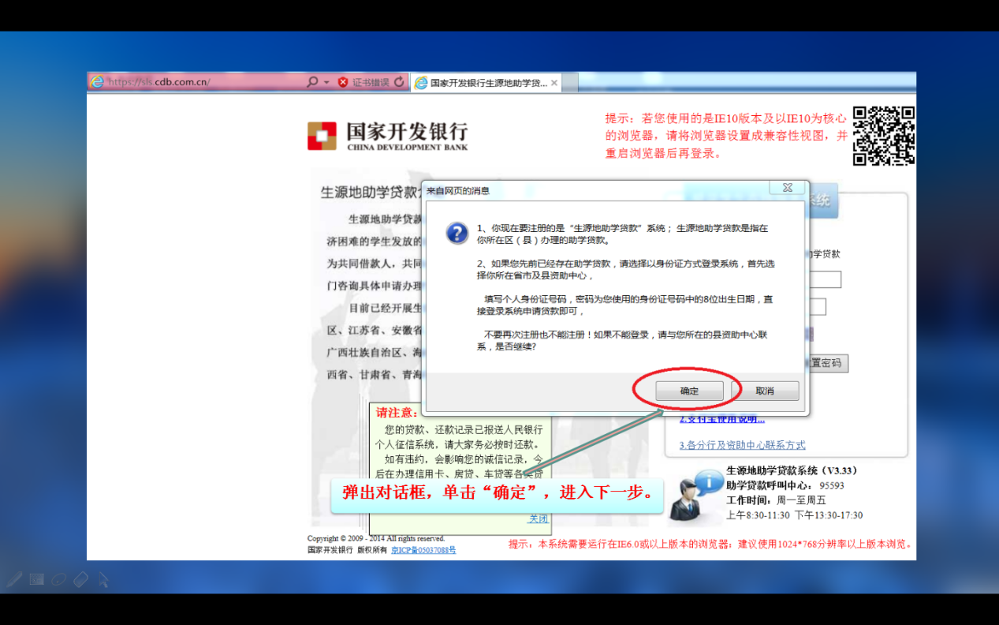 https://sls.cdb.com.cn/
证书错误
国家开发银行生源地助学贷...
国家开发银行
CHINA DEVELOPMENT BANK
提示：若您使用的是IE10版本及以IE10为核心
的浏览器，请将浏览器设置成兼容性视图，并
重启浏览器后再登录。
生源地助学贷款
系统
生源地助学贷款
济困难的学生发放的
为共同借款人，共同
门咨询具体申请办理
目前已经开展生
区、江苏省、安徽省
广西壮族自治区、海
西省、甘肃省、青海
来自网页的消息
1、你现在要注册的是“生源地助学贷款”系统；生源地助学贷款是指在
你所在区（县）办理的助学贷款。
2、如果您先前已经存在助学贷款，请选择以身份证方式登录系统，首先选
择你所在省市及县资助中心，
填写个人身份证号码，密码为您使用的身份证号码中的8位出生日期，直
接登录系统申请贷款即可，
不要再次注册也不能注册！如果不能登录，请与您所在的县资助中心联
系，是否继续?
确定
取消
学贷款
置密码
2.支付宝使用说明...
3.各分行及资助中心联系方式
请注意:
您的贷款、还款记录已报送人民银行
个人征信系统，请大家务必按时还款。
如有违约，会影响您的诚信记录，今
后在办理信用卡、房贷、车贷等各类贷
弹出对话框，单击“确定”，进入下一步。
关闭
生源地助学贷款系统（V3.33）
助学贷款呼叫中心：95593
工作时间：周一至周五
上午8:30-11:30 下午13:30-17:30
Copyright © 2009 - 2014 All rights reserved.
国家开发银行 版权所有 京ICP备05037088号
提示：本系统需要运行在IE6.0或以上版本的浏览器；建议使用1024*768分辨率以上版本浏览。